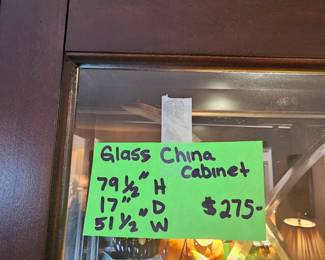 Glass China
Cabinet
79 1/2" H
17" D $275-
51 1/2" W